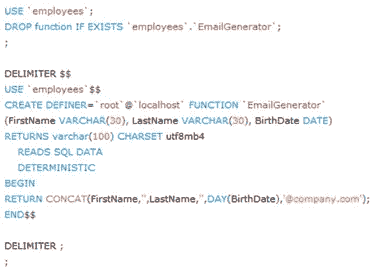 USE `employees`;
DROP function IF EXISTS `employees`.`EmailGenerator`;
;
DELIMITER $$
USE `employees`$$
CREATE DEFINER=`root`@`localhost` FUNCTION `EmailGenerator`
(FirstName VARCHAR(30), LastName VARCHAR(30), BirthDate DATE)
RETURNS varchar(100) CHARSET utf8mb4
READS SQL DATA
DETERMINISTIC
BEGIN
RETURN CONCAT(FirstName,'',LastName,'',DAY(BirthDate),'@company.com');
END$$
DELIMITER ;
;